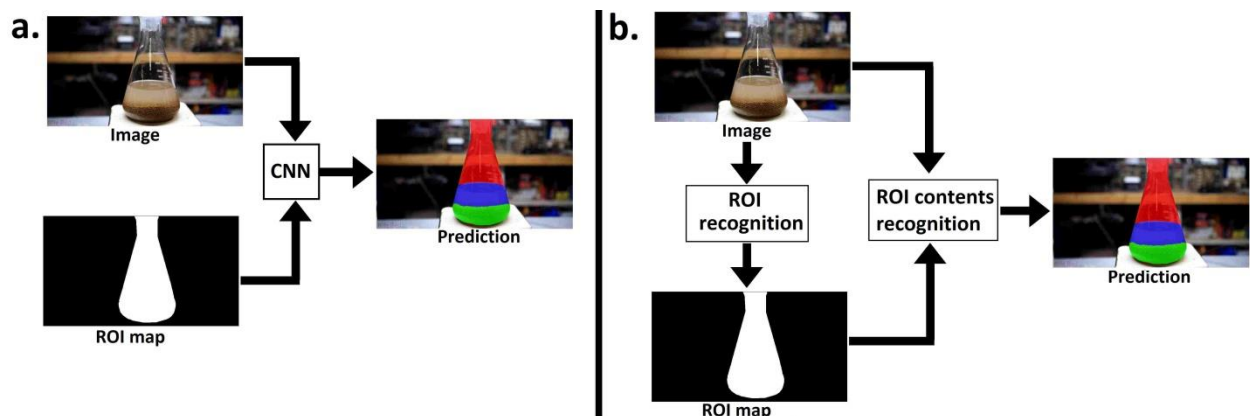 a.
Image
CNN
Prediction
ROI map
b.
Image
ROI
recognition
ROI contents
recognition
Prediction
ROI map